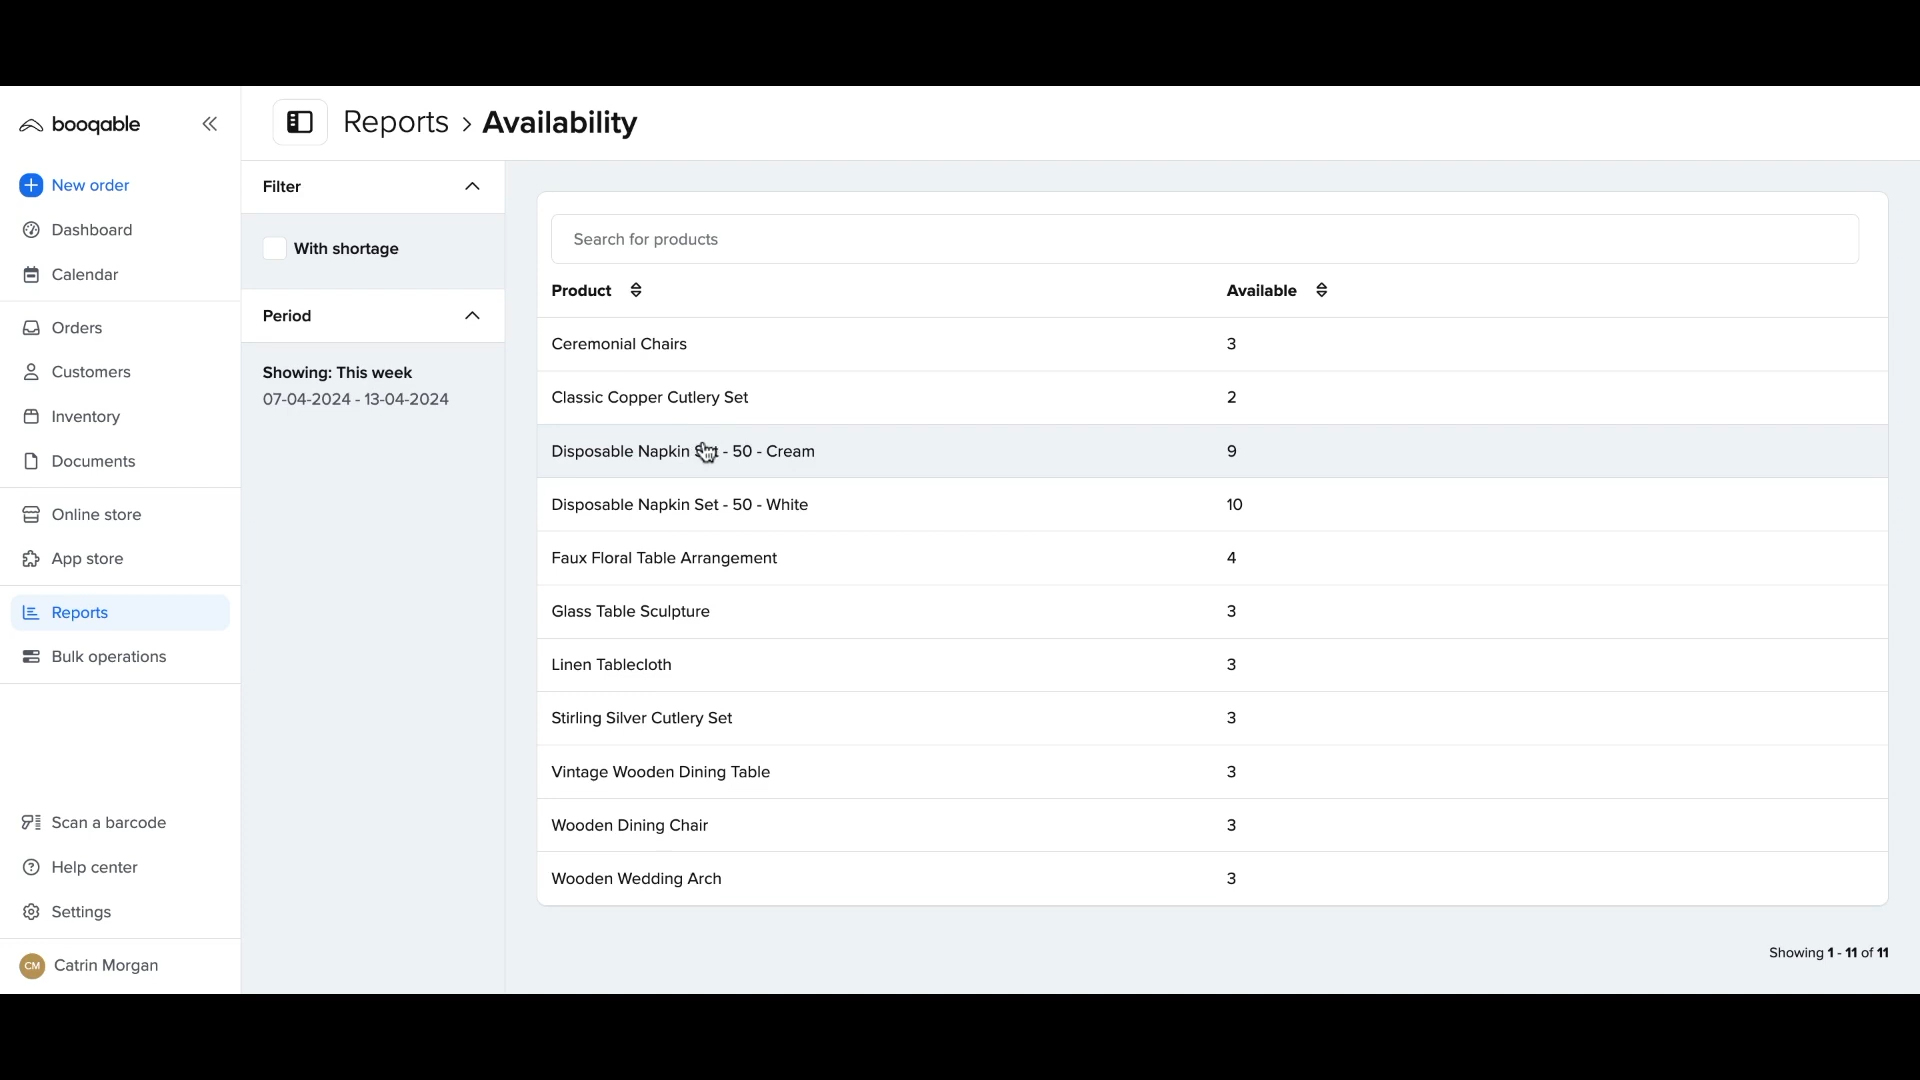 booqable
New order
Dashboard
Calendar
Orders
Customers
Inventory
Documents
Online store
App store
Reports
Bulk operations
Scan a barcode
Help center
Settings
CM Catrin Morgan
Reports > Availability
Filter
With shortage
Period
Showing: This week
07-04-2024 - 13-04-2024
Search for products
Product Available
Ceremonial Chairs 3
Classic Copper Cutlery Set 2
Disposable Napkin Set - 50 - Cream 9
Disposable Napkin Set - 50 - White 10
Faux Floral Table Arrangement 4
Glass Table Sculpture 3
Linen Tablecloth 3
Stirling Silver Cutlery Set 3
Vintage Wooden Dining Table 3
Wooden Dining Chair 3
Wooden Wedding Arch 3
Showing 1 - 11 of 11